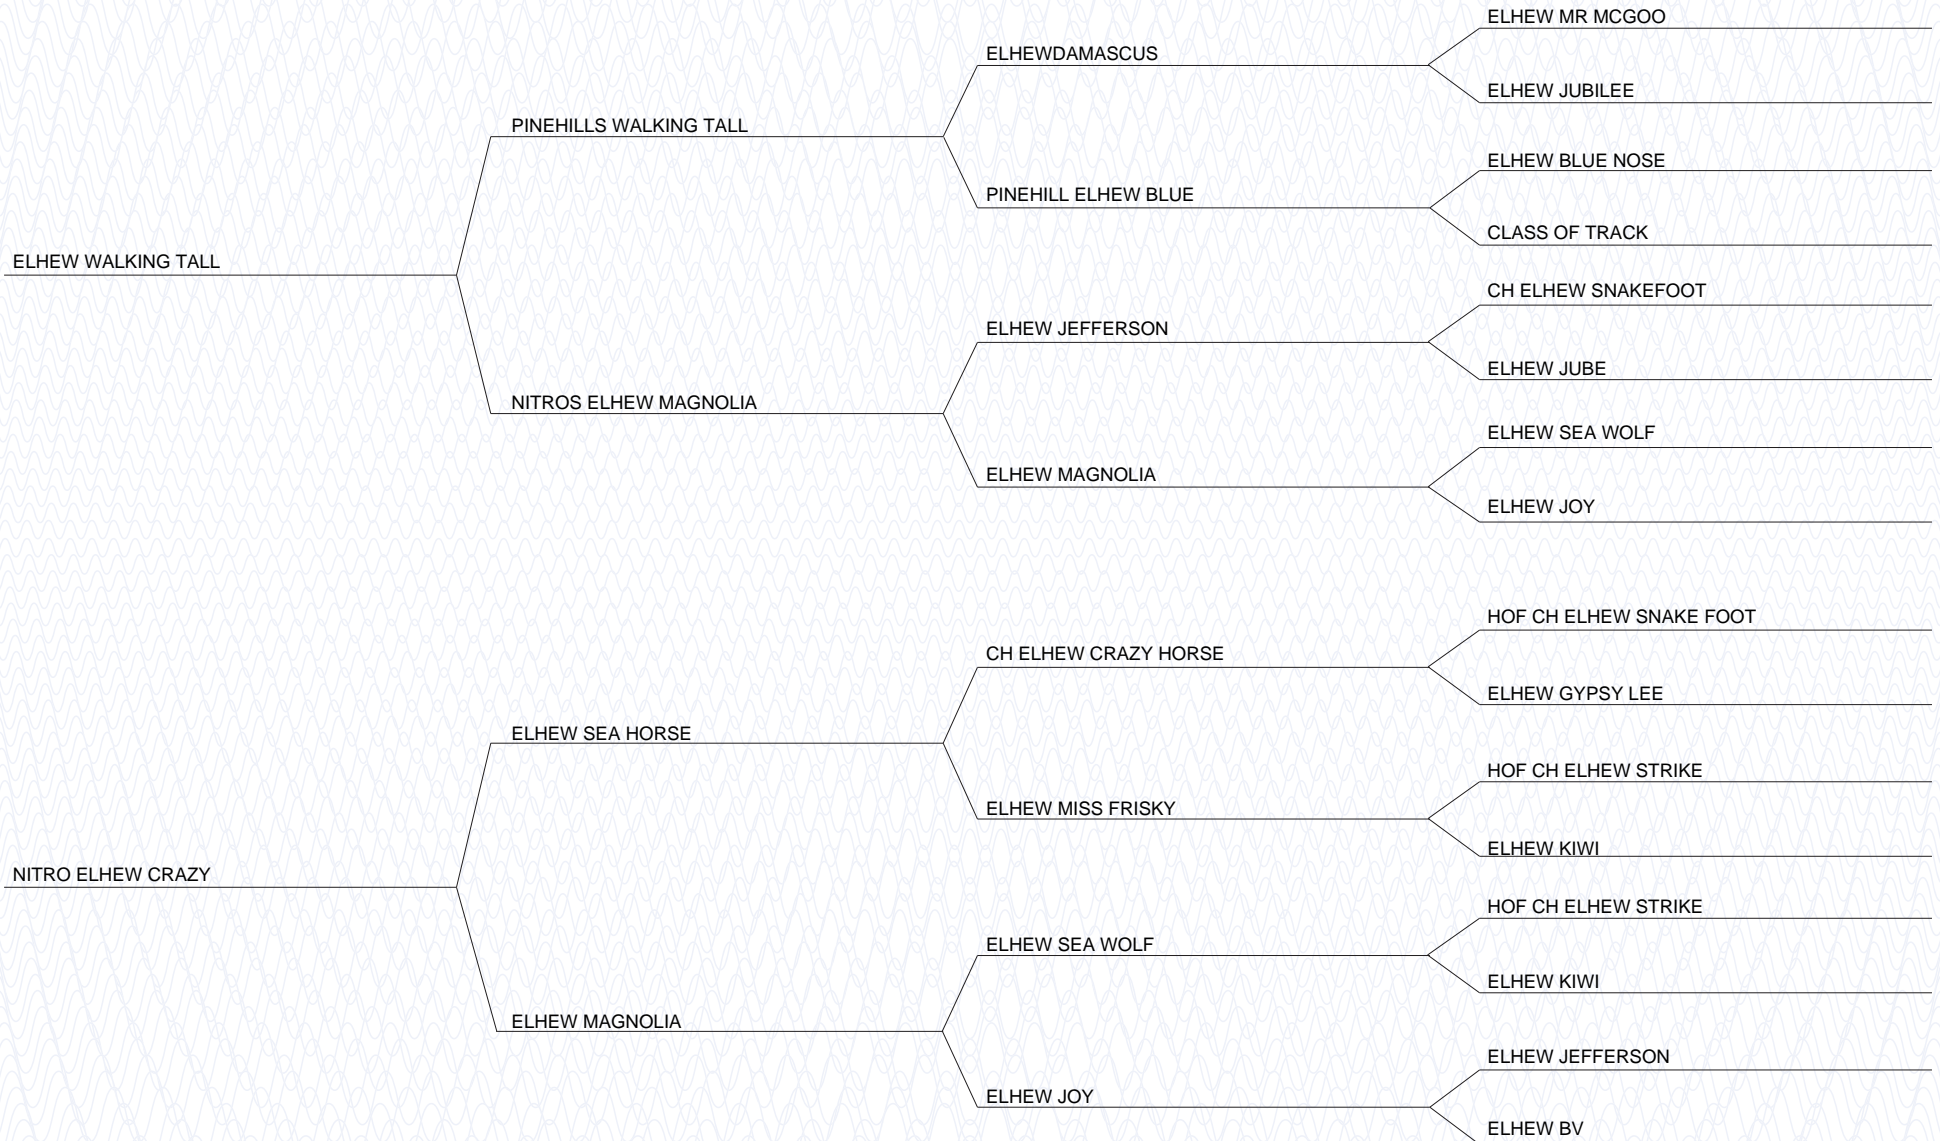 ELHEW MR MCGOO
ELHEWDAMASCUS
ELHEW JUBILEE
PINEHILLS WALKING TALL
ELHEW BLUE NOSE
PINEHILL ELHEW BLUE
CLASS OF TRACK
ELHEW WALKING TALL
CH ELHEW SNAKEFOOT
ELHEW JEFFERSON
ELHEW JUBE
NITROS ELHEW MAGNOLIA
ELHEW SEA WOLF
ELHEW MAGNOLIA
ELHEW JOY
HOF CH ELHEW SNAKE FOOT
CH ELHEW CRAZY HORSE
ELHEW GYPSY LEE
ELHEW SEA HORSE
HOF CH ELHEW STRIKE
ELHEW MISS FRISKY
ELHEW KIWI
NITRO ELHEW CRAZY
HOF CH ELHEW STRIKE
ELHEW SEA WOLF
ELHEW KIWI
ELHEW MAGNOLIA
ELHEW JEFFERSON
ELHEW JOY
ELHEW BV